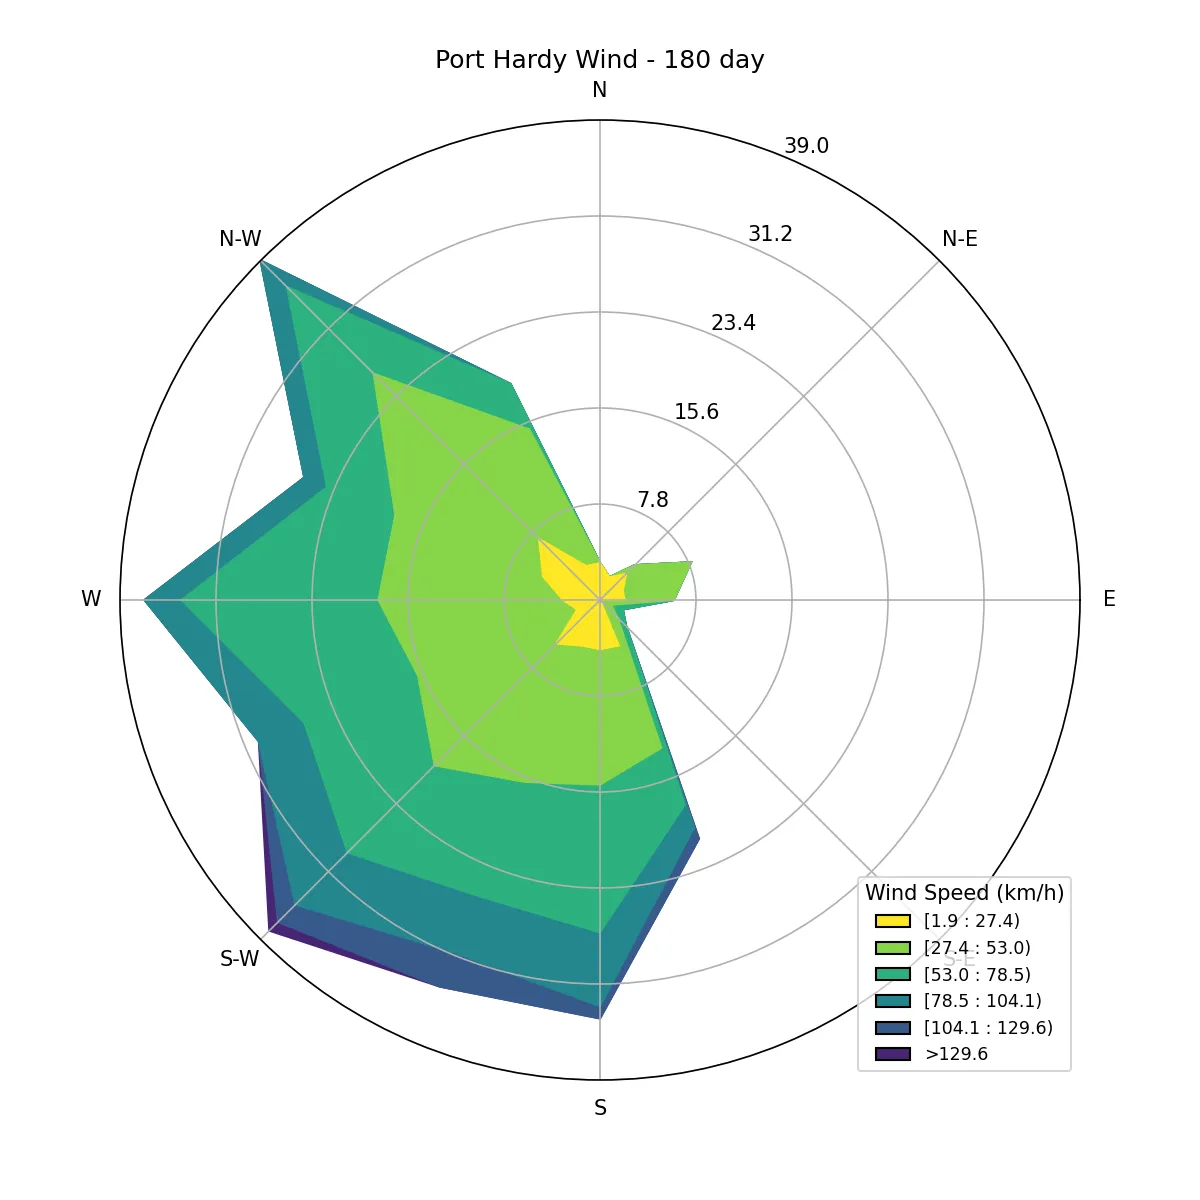 Port Hardy Wind - 180 day
N
39.0
31.2
N-W
N-E
23.4
15.6
7.8
W
E
S-W
S-E
S
Wind Speed (km/h)
[1.9 : 27.4)
[27.4 : 53.0)
[53.0 : 78.5)
[78.5 : 104.1)
[104.1 : 129.6)
>129.6